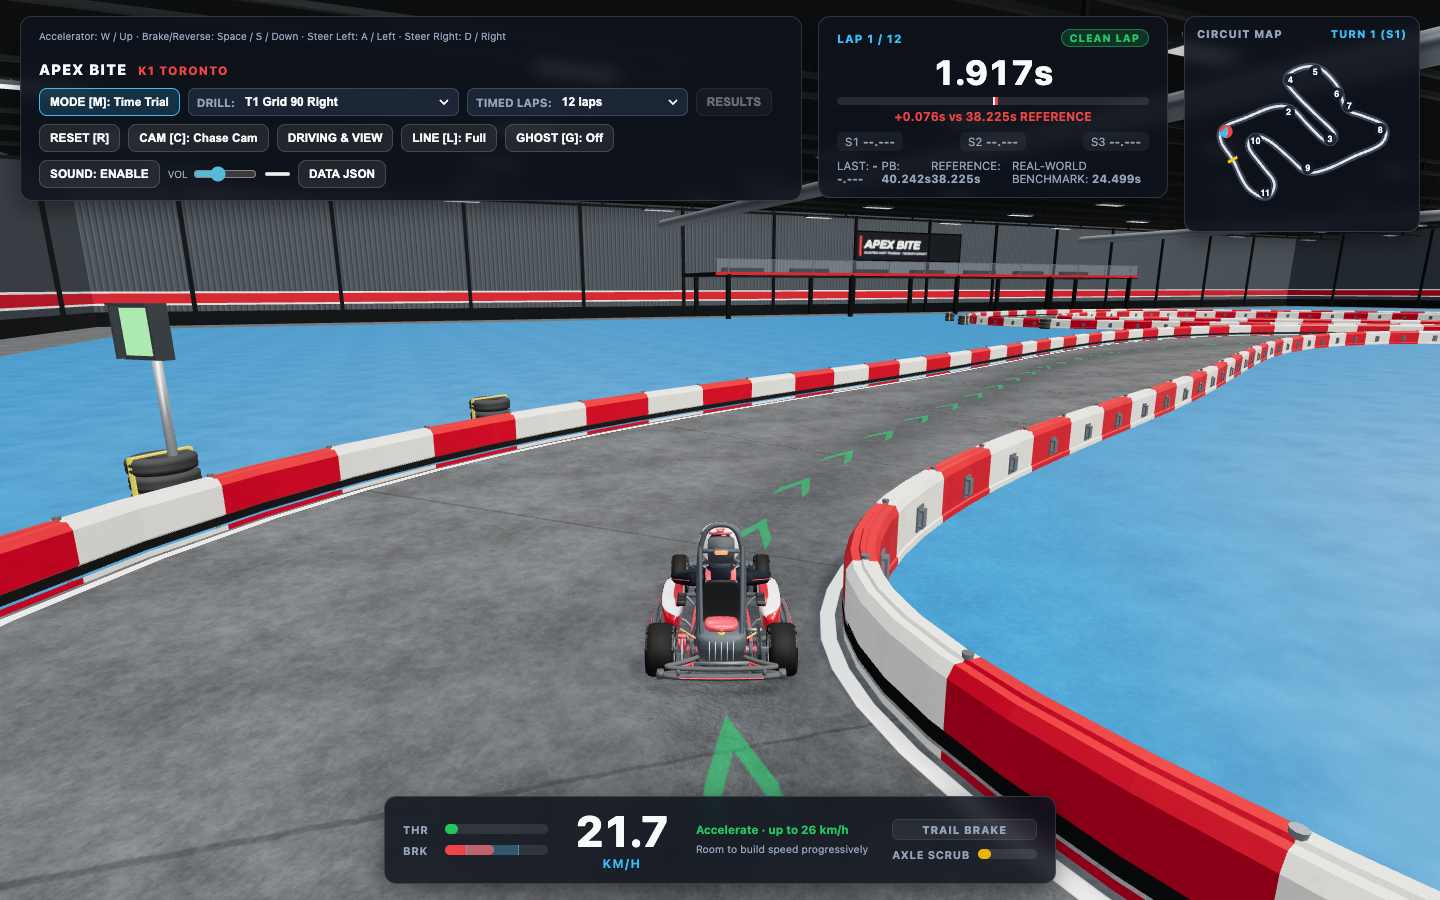 Accelerator: W / Up · Brake/Reverse: Space / S / Down · Steer Left: A / Left · Steer Right: D / Right
APEX BITE K1 TORONTO
MODE [M]: Time Trial
DRILL: T1 Grid 90 Right
TIMED LAPS: 12 laps
RESULTS
RESET [R]
CAM [C]: Chase Cam
DRIVING & VIEW
LINE [L]: Full
GHOST [G]: Off
SOUND: ENABLE
VOL
DATA JSON
LAP 1 / 12
CLEAN LAP
1.917s
+0.076s vs 38.225s REFERENCE
S1 --.---
S2 --.---
S3 --.---
LAST: --.---
PB: 40.242s
REFERENCE: 38.225s
REAL-WORLD BENCHMARK: 24.499s
CIRCUIT MAP
TURN 1 (S1)
4
5
6
7
2
8
3
10
9
11
APEX BITE
THR
BRK
21.7
KM/H
Accelerate · up to 26 km/h
Room to build speed progressively
TRAIL BRAKE
AXLE SCRUB